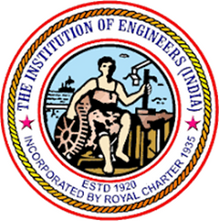 THE INSTITUTION OF ENGINEERS (INDIA)
ESTD 1920
INCORPORATED BY ROYAL CHARTER 1935